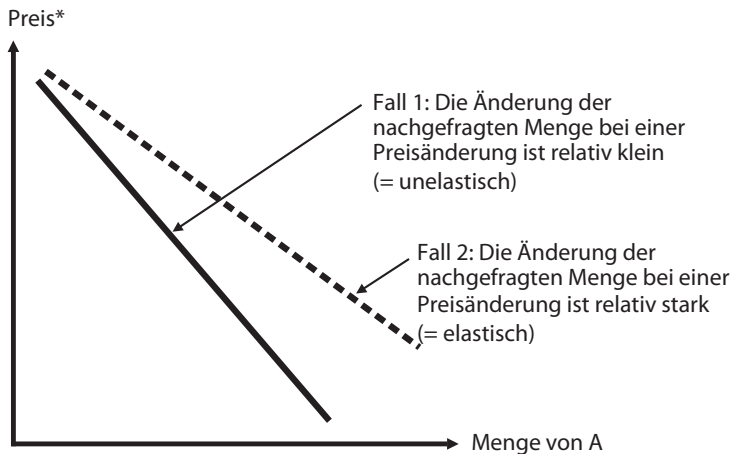 Preis*
Fall 1: Die Änderung der
nachgefragten Menge bei einer
Preisänderung ist relativ klein
(= unelastisch)
Fall 2: Die Änderung der
nachgefragten Menge bei einer
Preisänderung ist relativ stark
(= elastisch)
Menge von A